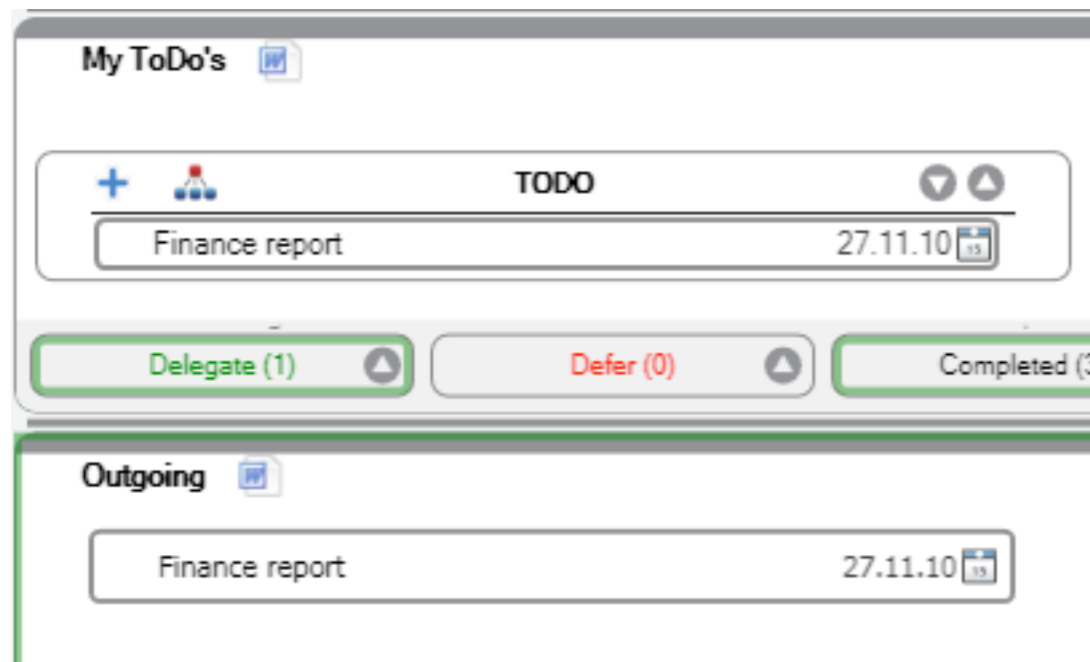 My ToDo's
TODO
Finance report 27.11.10
Delegate (1) Defer (0) Completed (3
Outgoing
Finance report 27.11.10